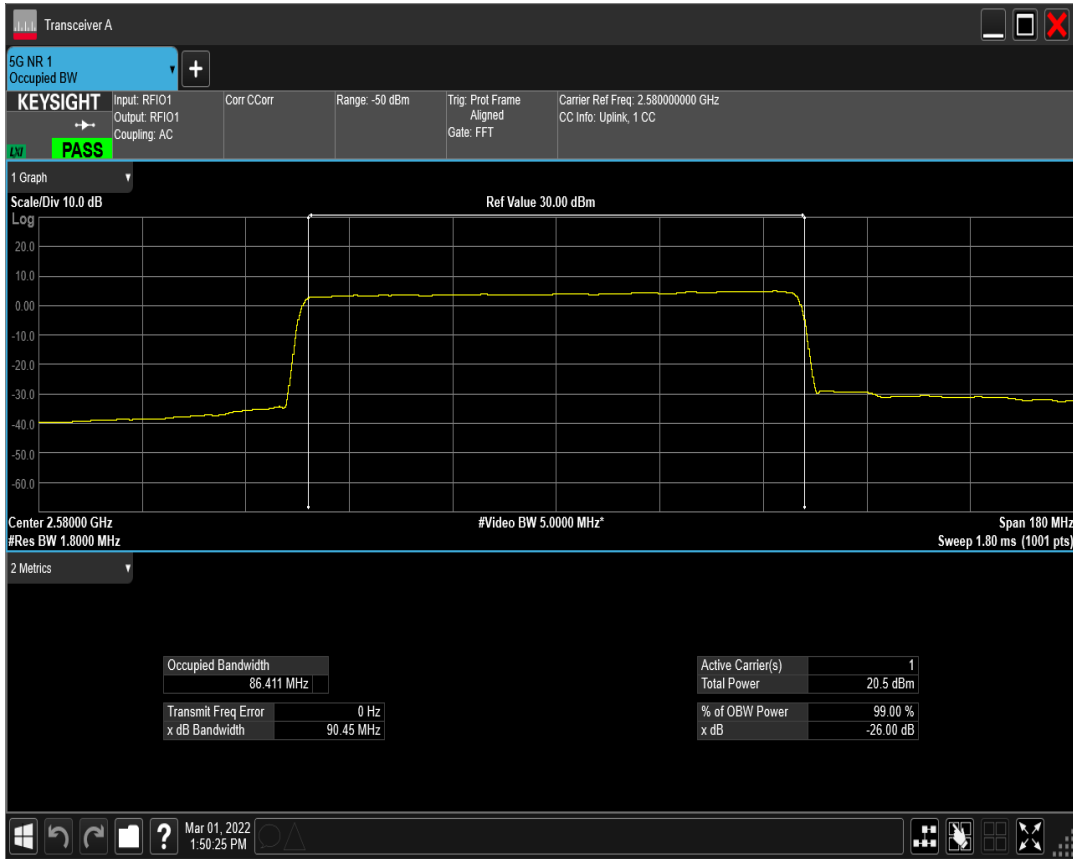 Transceiver A
5G NR 1
Occupied BW
+
KEYSIGHT
LXI
PASS
Input: RFIO1
Output: RFIO1
Coupling: AC
Corr CCorr
Range: -50 dBm
Trig: Prot Frame
Aligned
Gate: FFT
Carrier Ref Freq: 2.580000000 GHz
CC Info: Uplink, 1 CC
1 Graph
Scale/Div 10.0 dB
Ref Value 30.00 dBm
Log
20.0
10.0
0.00
-10.0
-20.0
-30.0
-40.0
-50.0
-60.0
Center 2.58000 GHz
#Video BW 5.0000 MHz*
Span 180 MHz
#Res BW 1.8000 MHz
Sweep 1.80 ms (1001 pts)
2 Metrics
Occupied Bandwidth
86.411 MHz
Transmit Freq Error 0 Hz
x dB Bandwidth 90.45 MHz
Active Carrier(s) 1
Total Power 20.5 dBm
% of OBW Power 99.00 %
x dB -26.00 dB
?
Mar 01, 2022
1:50:25 PM